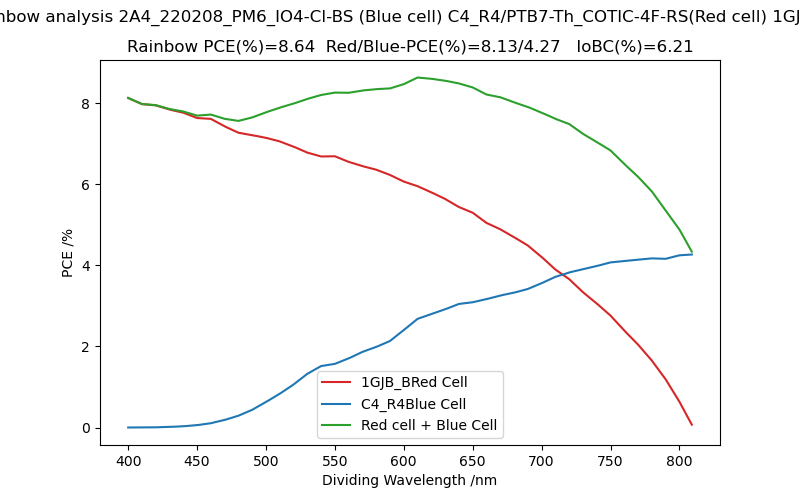 nbow analysis 2A4_220208_PM6_IO4-Cl-BS (Blue cell) C4_R4/PTB7-Th_COTIC-4F-RS(Red cell) 1GJ
Rainbow PCE(%)=8.64 Red/Blue-PCE(%)=8.13/4.27 IoBC(%)=6.21
PCE /%
8
6
4
2
0
1GJB_BRed Cell
C4_R4Blue Cell
Red cell + Blue Cell
400 450 500 550 600 650 700 750 800
Dividing Wavelength /nm